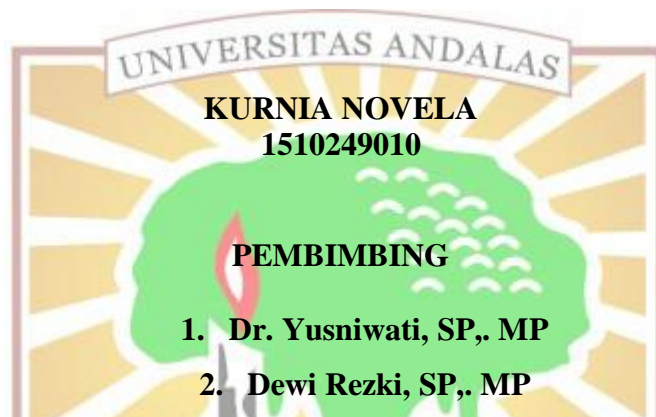 UNIVERSITAS ANDALAS
KURNIA NOVELA
1510249010
PEMBIMBING
1. Dr. Yusniwati, SP,. MP
2. Dewi Rezki, SP,. MP